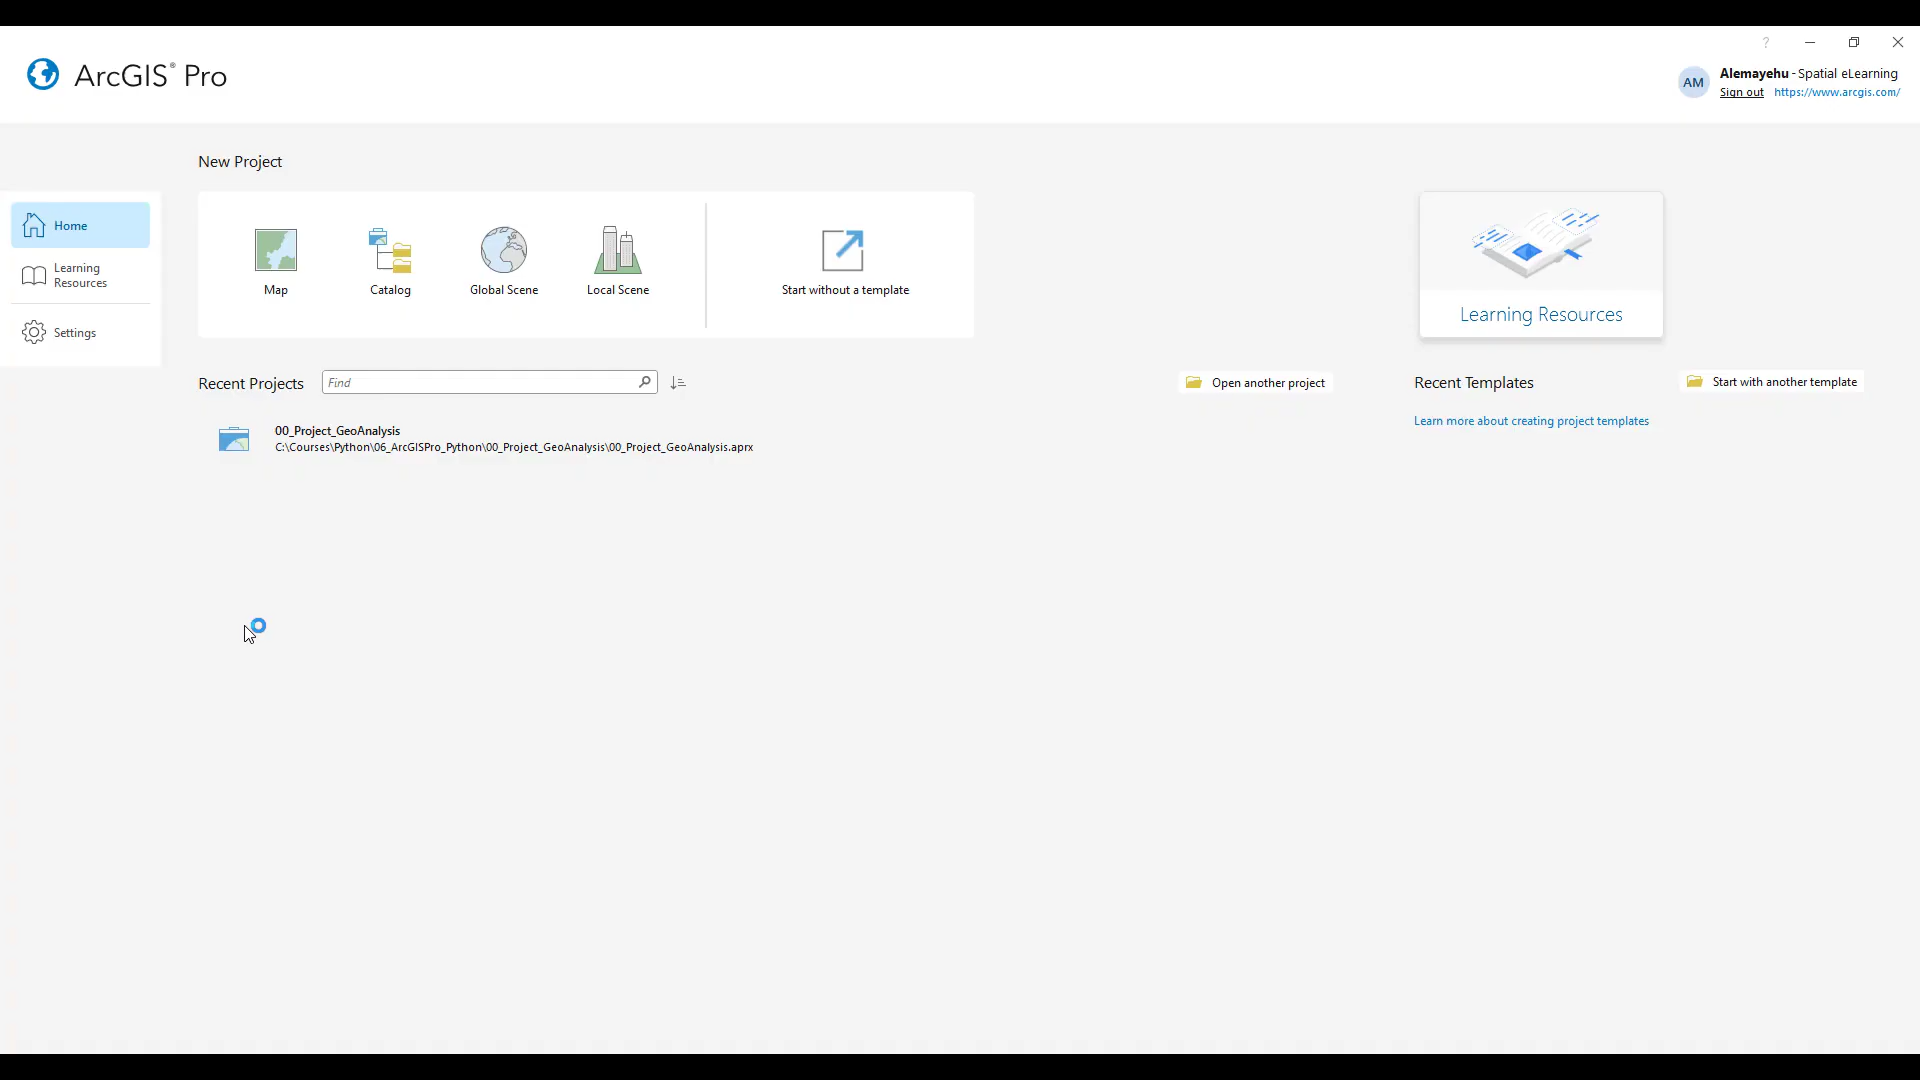 ArcGIS® Pro
?
AM
Alemayehu - Spatial eLearning
Sign out https://www.arcgis.com/
New Project
Home
Learning
Resources
Settings
Map
Catalog
Global Scene
Local Scene
Start without a template
Learning Resources
Recent Projects
Find
Open another project
Recent Templates
Start with another template
Learn more about creating project templates
00_Project_GeoAnalysis
C:\Courses\Python\06_ArcGISPro_Python\00_Project_GeoAnalysis\00_Project_GeoAnalysis.aprx